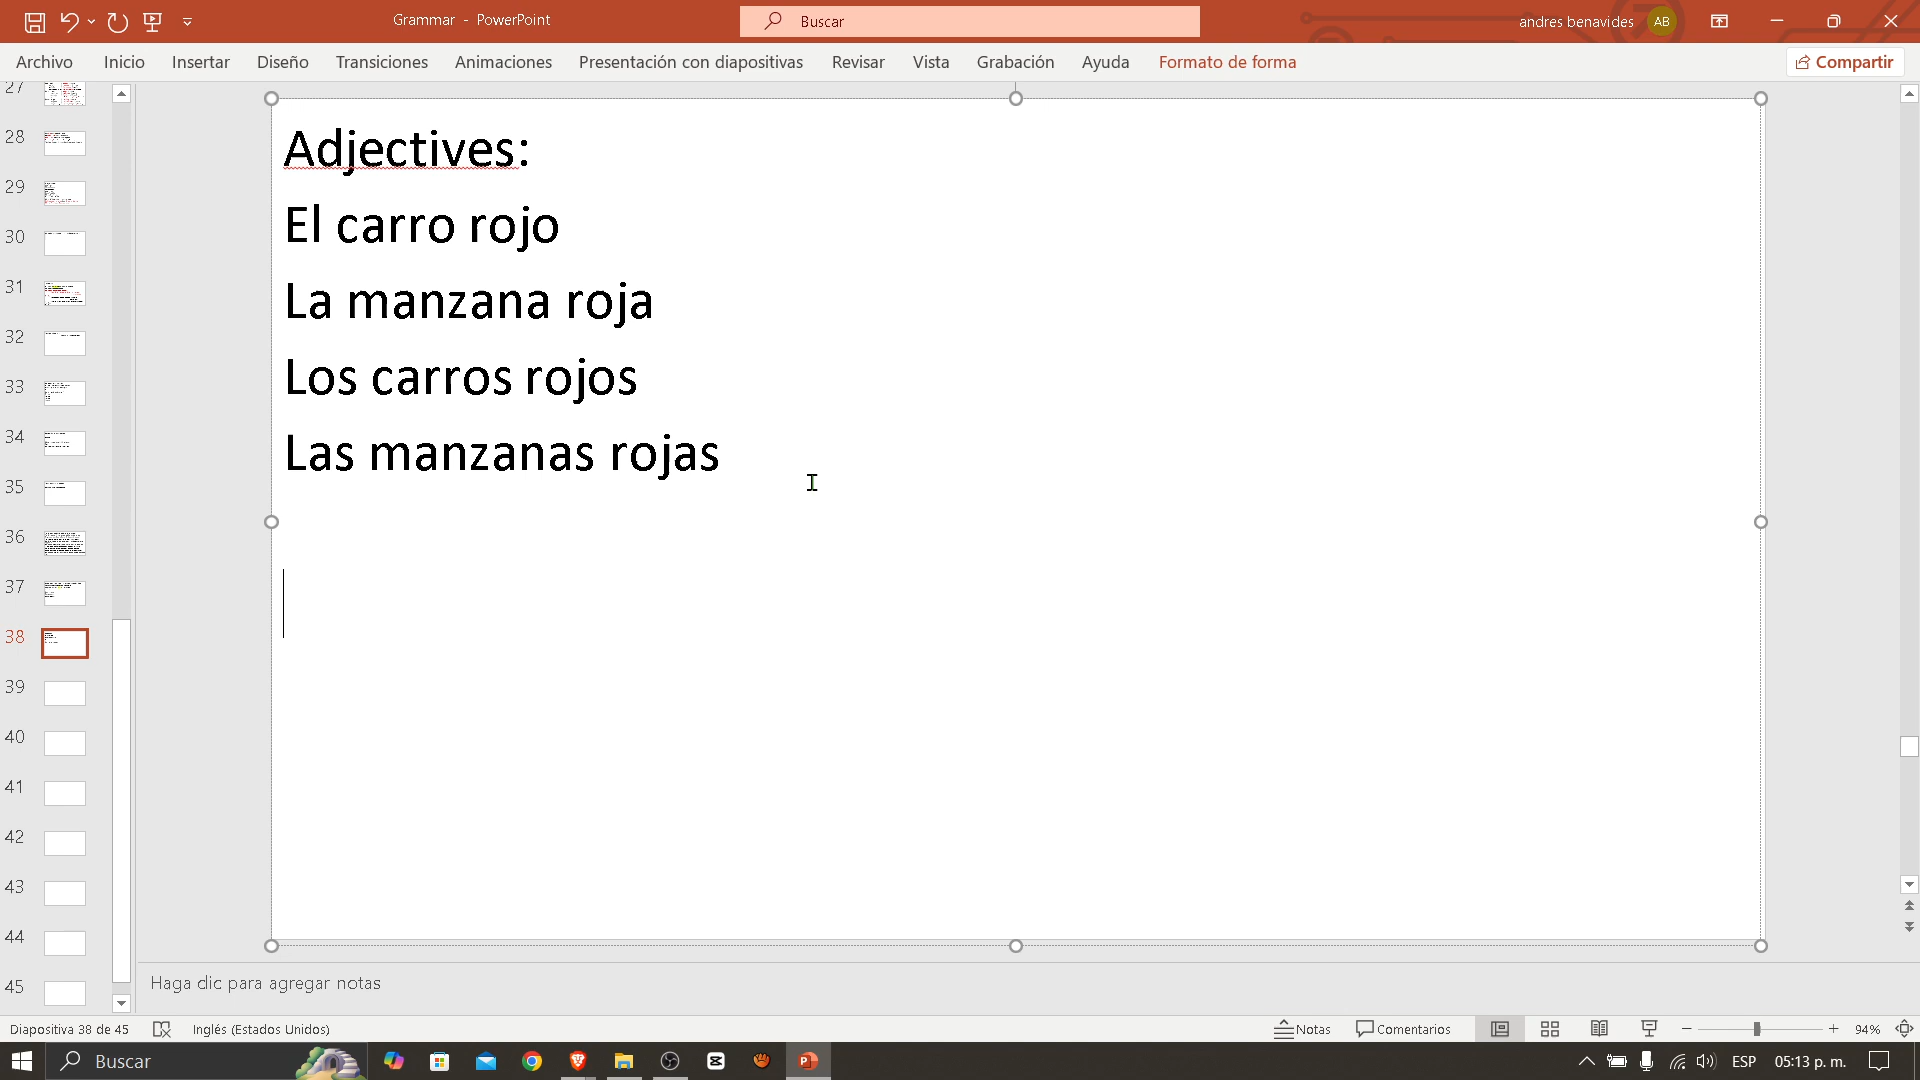 Grammar - PowerPoint
Buscar
andres benavides
AB
Archivo Inicio Insertar Diseño Transiciones Animaciones Presentación con diapositivas Revisar Vista Grabación Ayuda Formato de forma
Compartir
27
28
29
30
31
32
33
34
35
36
37
38
39
40
41
42
43
44
45
Adjectives:
El carro rojo
La manzana roja
Los carros rojos
Las manzanas rojas
Haga clic para agregar notas
Diapositiva 38 de 45
Inglés (Estados Unidos)
Notas
Comentarios
94%
Buscar
ESP
05:13 p. m.